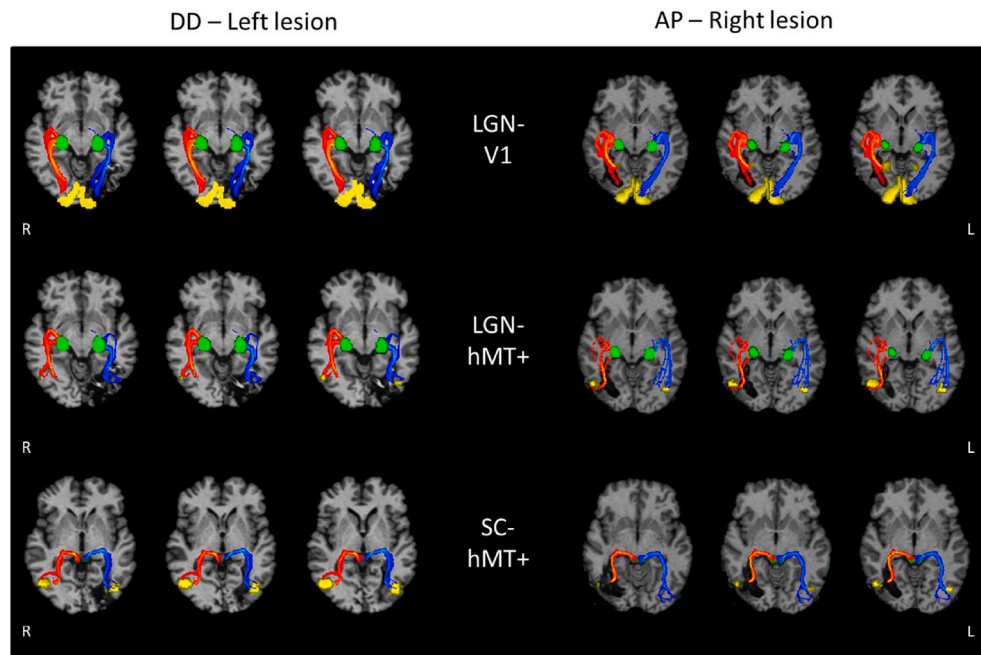 DD – Left lesion
AP – Right lesion
LGN-
V1
R
L
LGN-
hMT+
R
L
SC-
hMT+
R
L